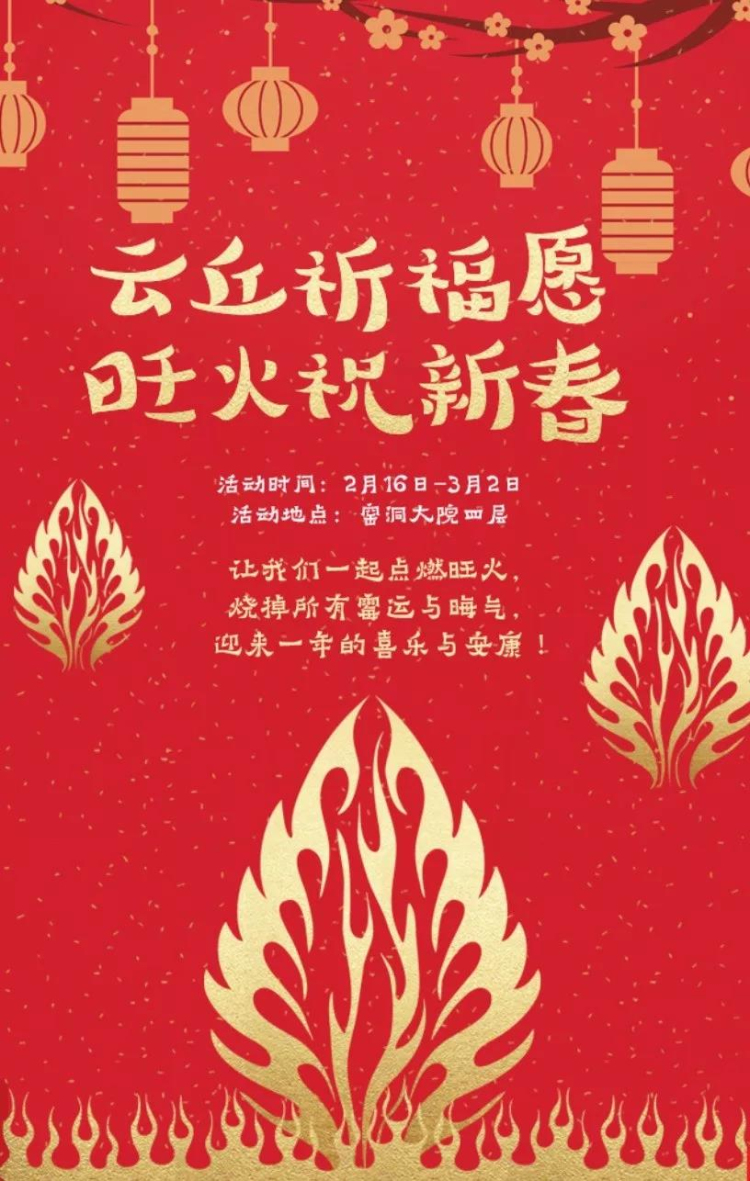 云丘祈福愿
旺火祝新春
活动时间：2月16日-3月2日
活动地点：窑洞大院四层
让我们一起点燃旺火，
烧掉所有霉运与晦气，
迎来一年的喜乐与安康！